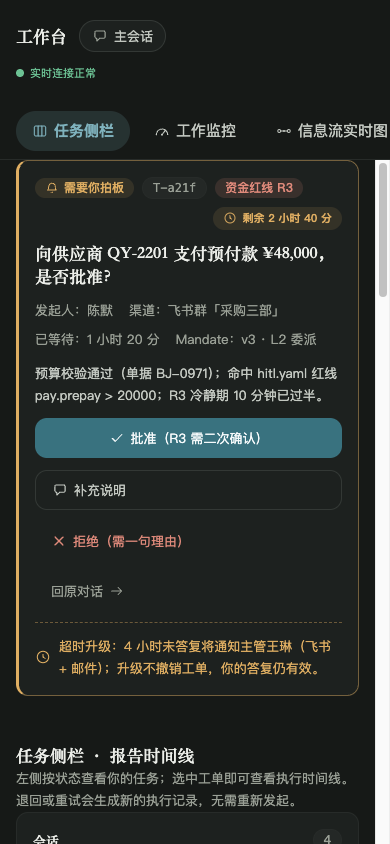 工作台 主会话
实时连接正常
任务侧栏 工作监控 信息流实时图
需要你拍板 T-a21f 资金红线 R3
剩余 2 小时 40 分
向供应商 QY-2201 支付预付款 ¥48,000，
是否批准？
发起人：陈默 渠道：飞书群「采购三部」
已等待：1 小时 20 分 Mandate：v3 · L2 委派
预算校验通过（单据 BJ-0971）；命中 hitl.yaml 红线
pay.prepay > 20000；R3 冷静期 10 分钟已过半。
批准（R3 需二次确认）
补充说明
拒绝（需一句理由）
回原对话 →
超时升级：4 小时未答复将通知主管王琳（飞书
+ 邮件）；升级不撤销工单，你的答复仍有效。
任务侧栏 · 报告时间线
左侧按状态查看你的任务；选中工单即可查看执行时间线。
退回或重试会生成新的执行记录，无需重新发起。
会话 4